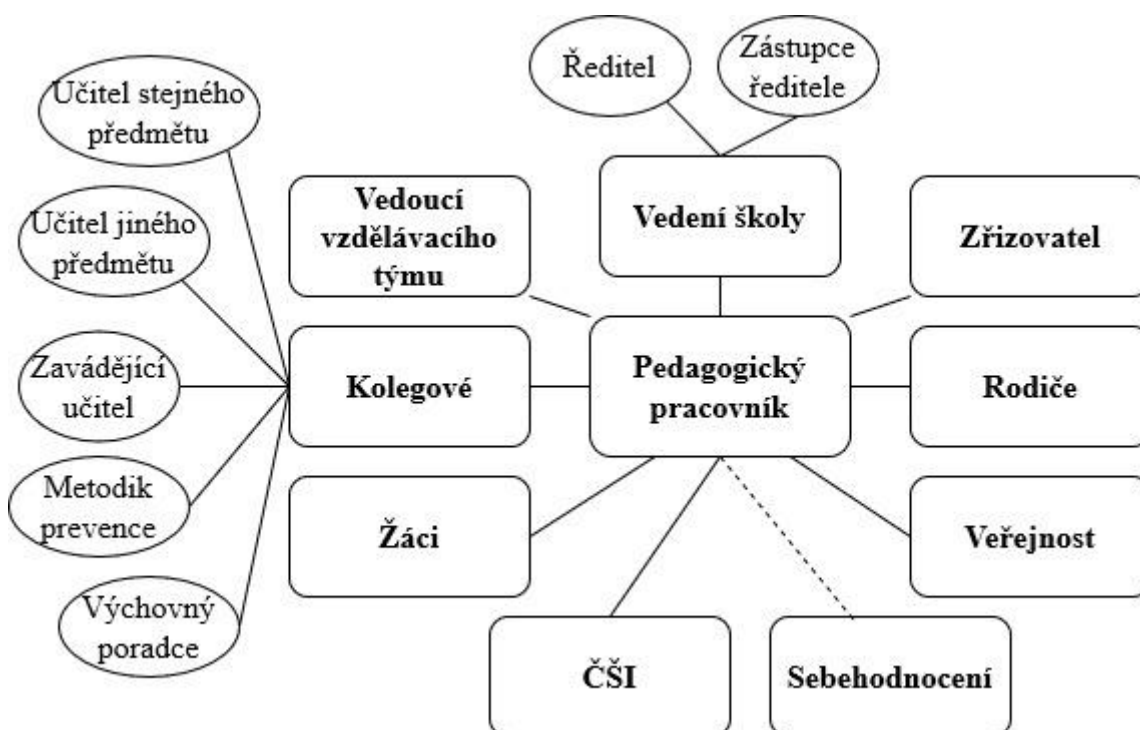 Ředitel
Zástupce
ředitele
Učitel stejného
předmětu
Vedoucí
vzdělávacího
týmu
Vedení školy
Zřizovatel
Učitel jiného
předmětu
Zavádějící
učitel
Kolegové
Pedagogický
pracovník
Rodiče
Metodik
prevence
Žáci
Veřejnost
Výchovný
poradce
ČŠI
Sebehodnocení